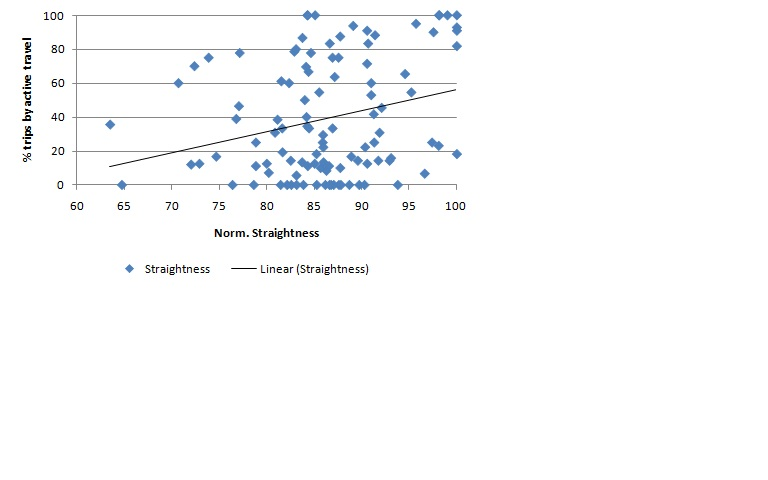 100
80
60
40
20
0
% trips by active travel
60 65 70 75 80 85 90 95 100
Norm. Straightness
Straightness Linear (Straightness)